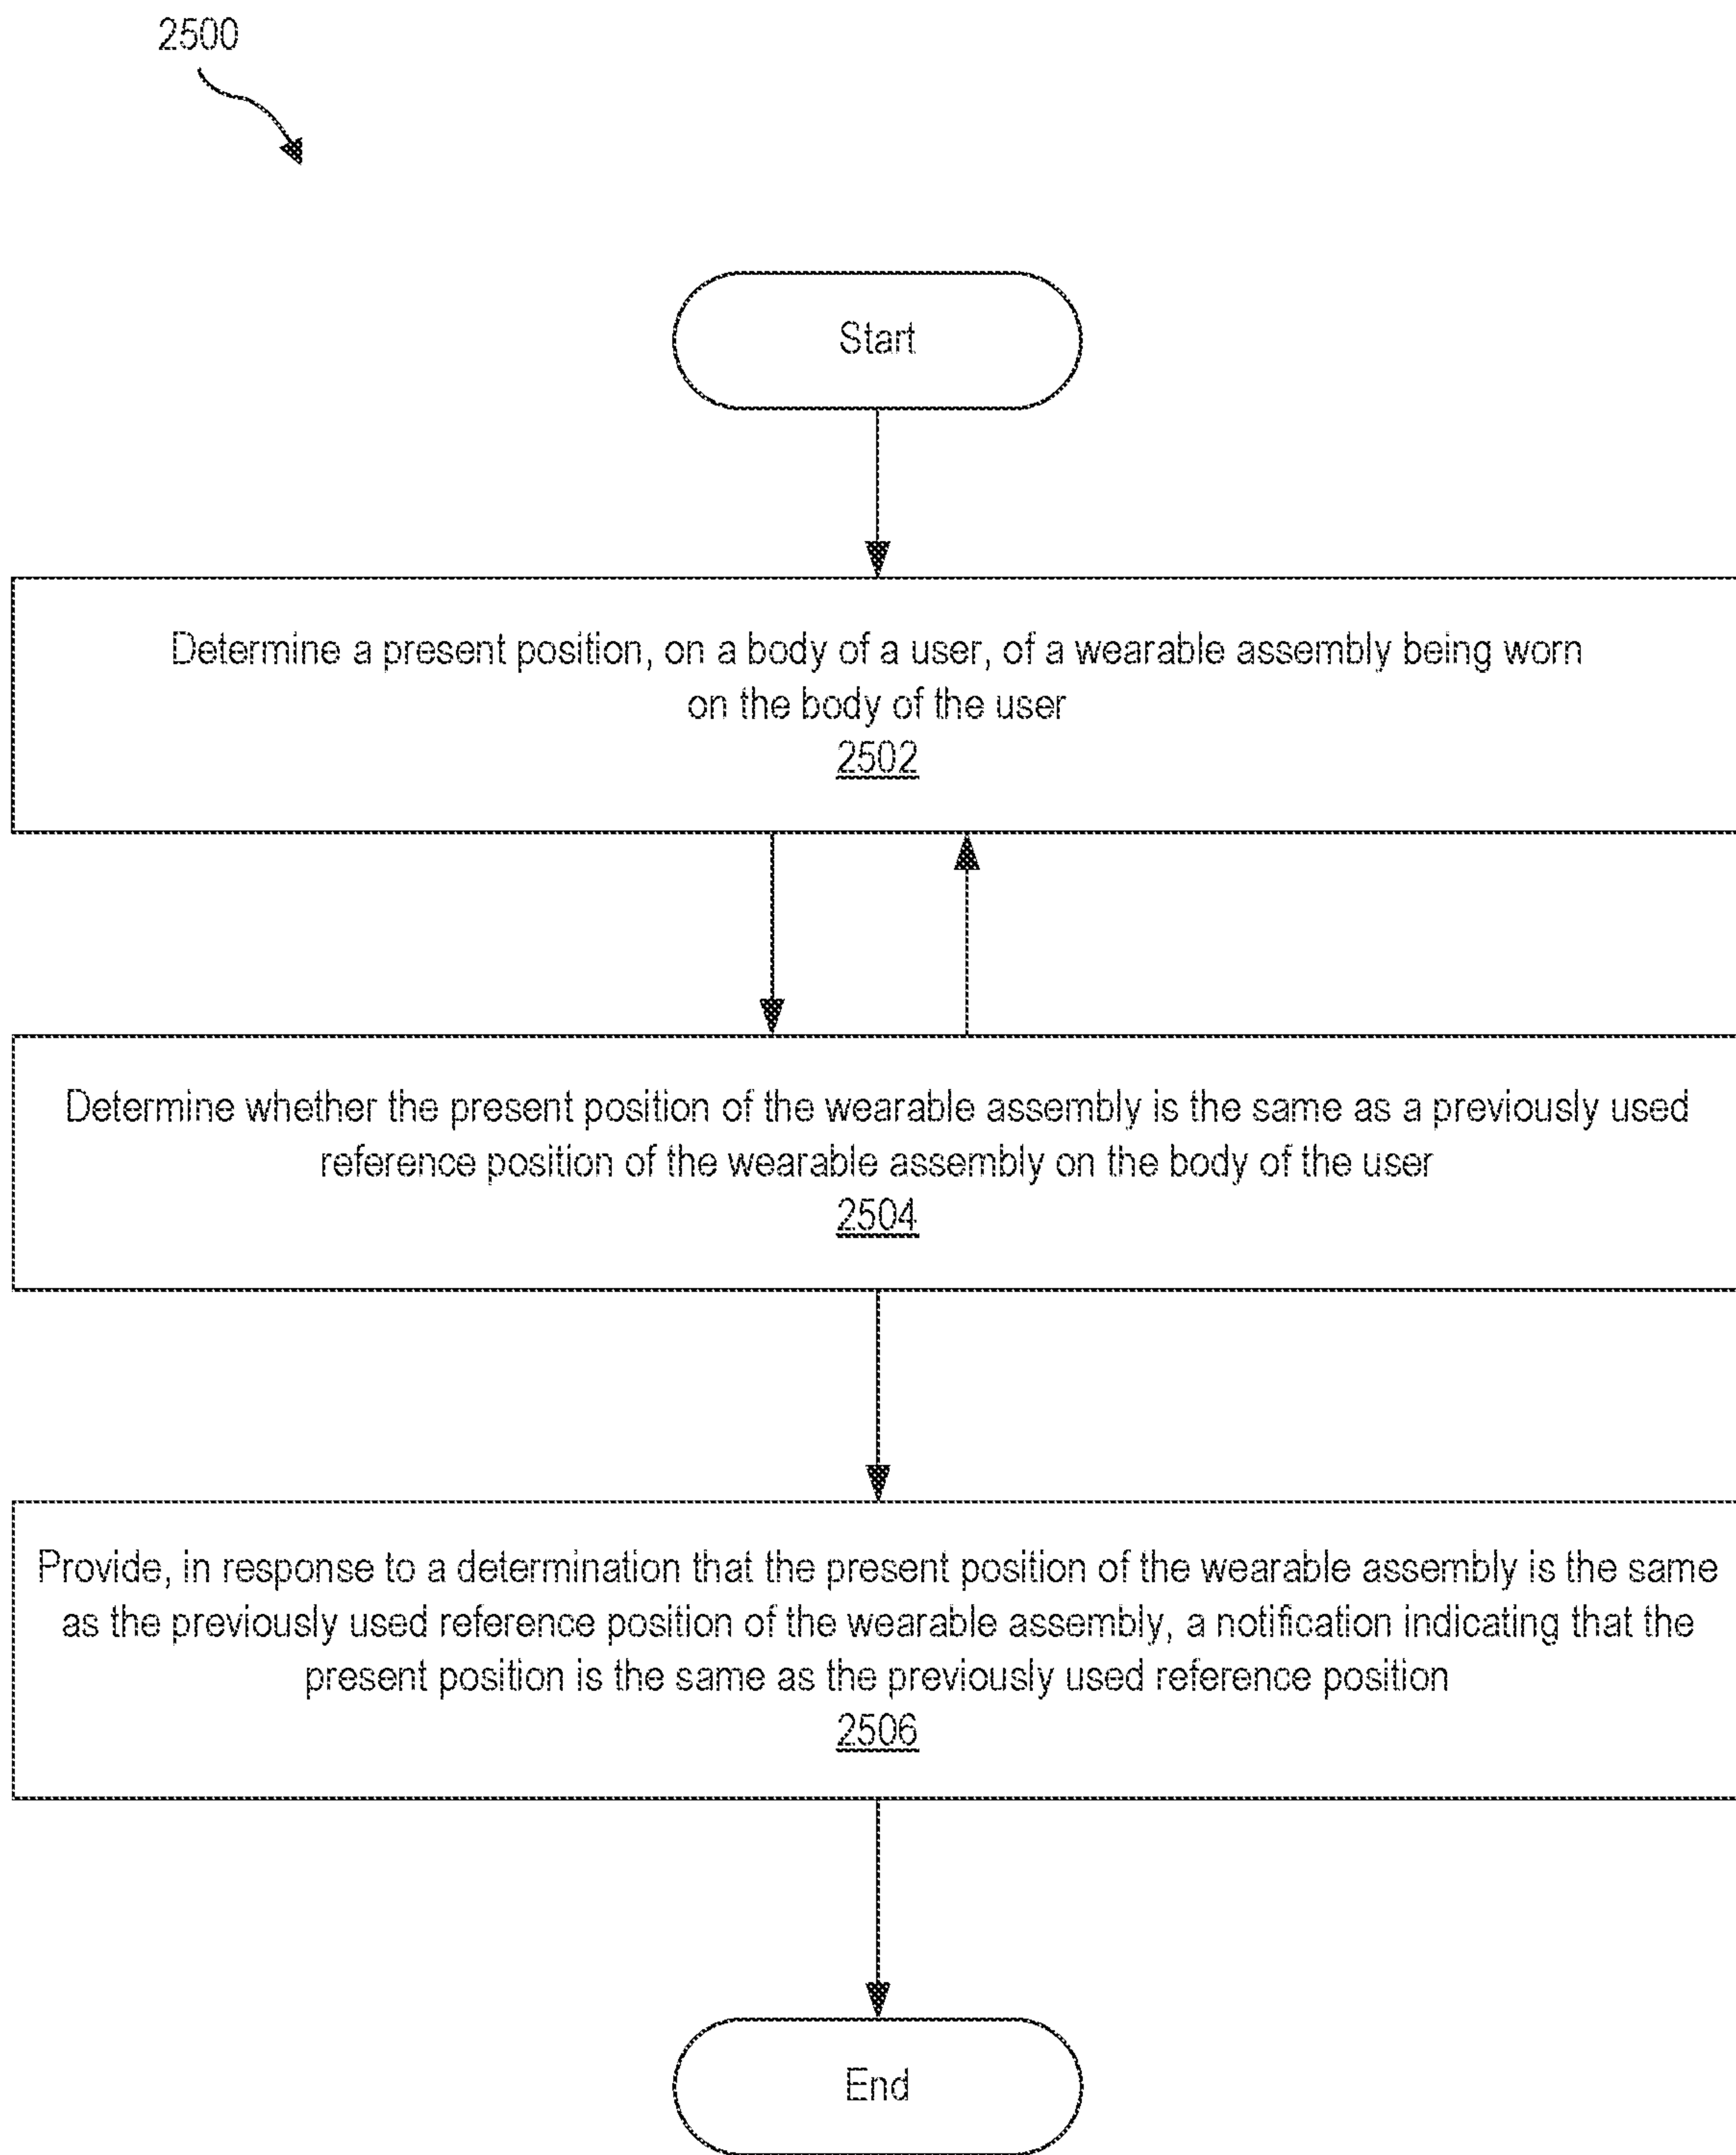 2500
Start
Determine a present position, on a body of a user, of a wearable assembly being worn
on the body of the user
2502
Determine whether the present position of the wearable assembly is the same as a previously used
reference position of the wearable assembly on the body of the user
2504
Provide, in response to a determination that the present position of the wearable assembly is the same
as the previously used reference position of the wearable assembly, a notification indicating that the
present position is the same as the previously used reference position
2506
End